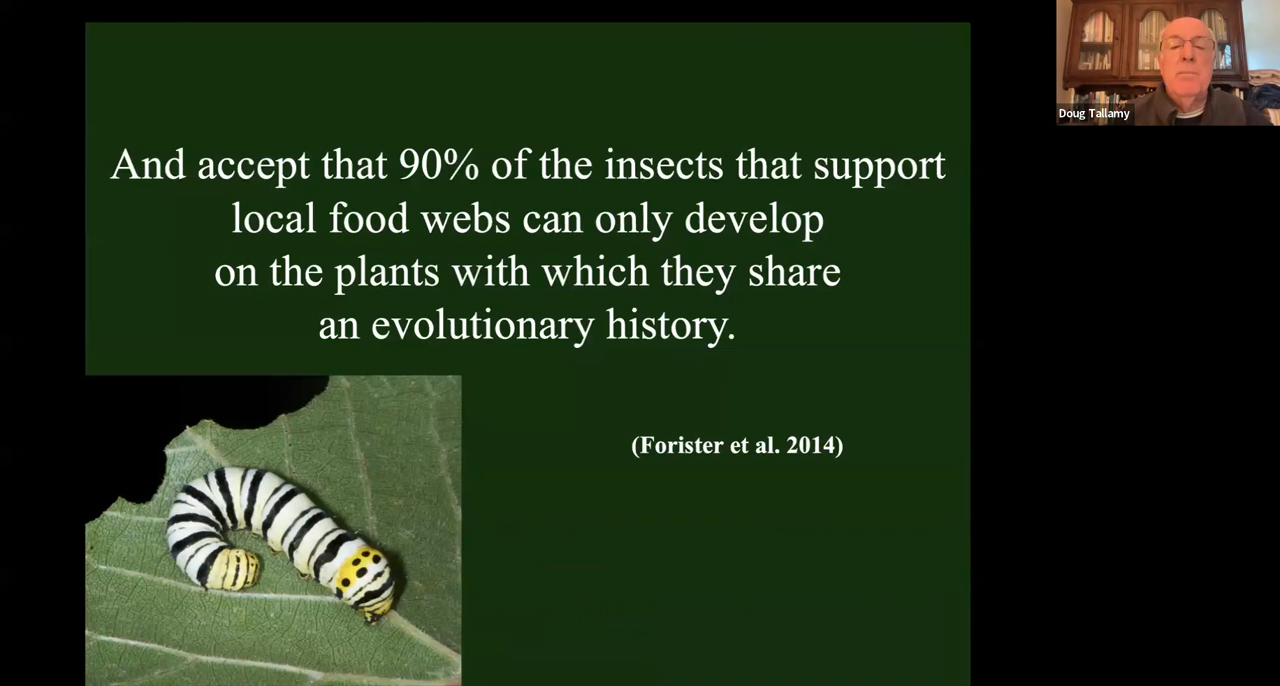 And accept that 90% of the insects that support
local food webs can only develop
on the plants with which they share
an evolutionary history.
(Forister et al. 2014)
Doug Tallamy